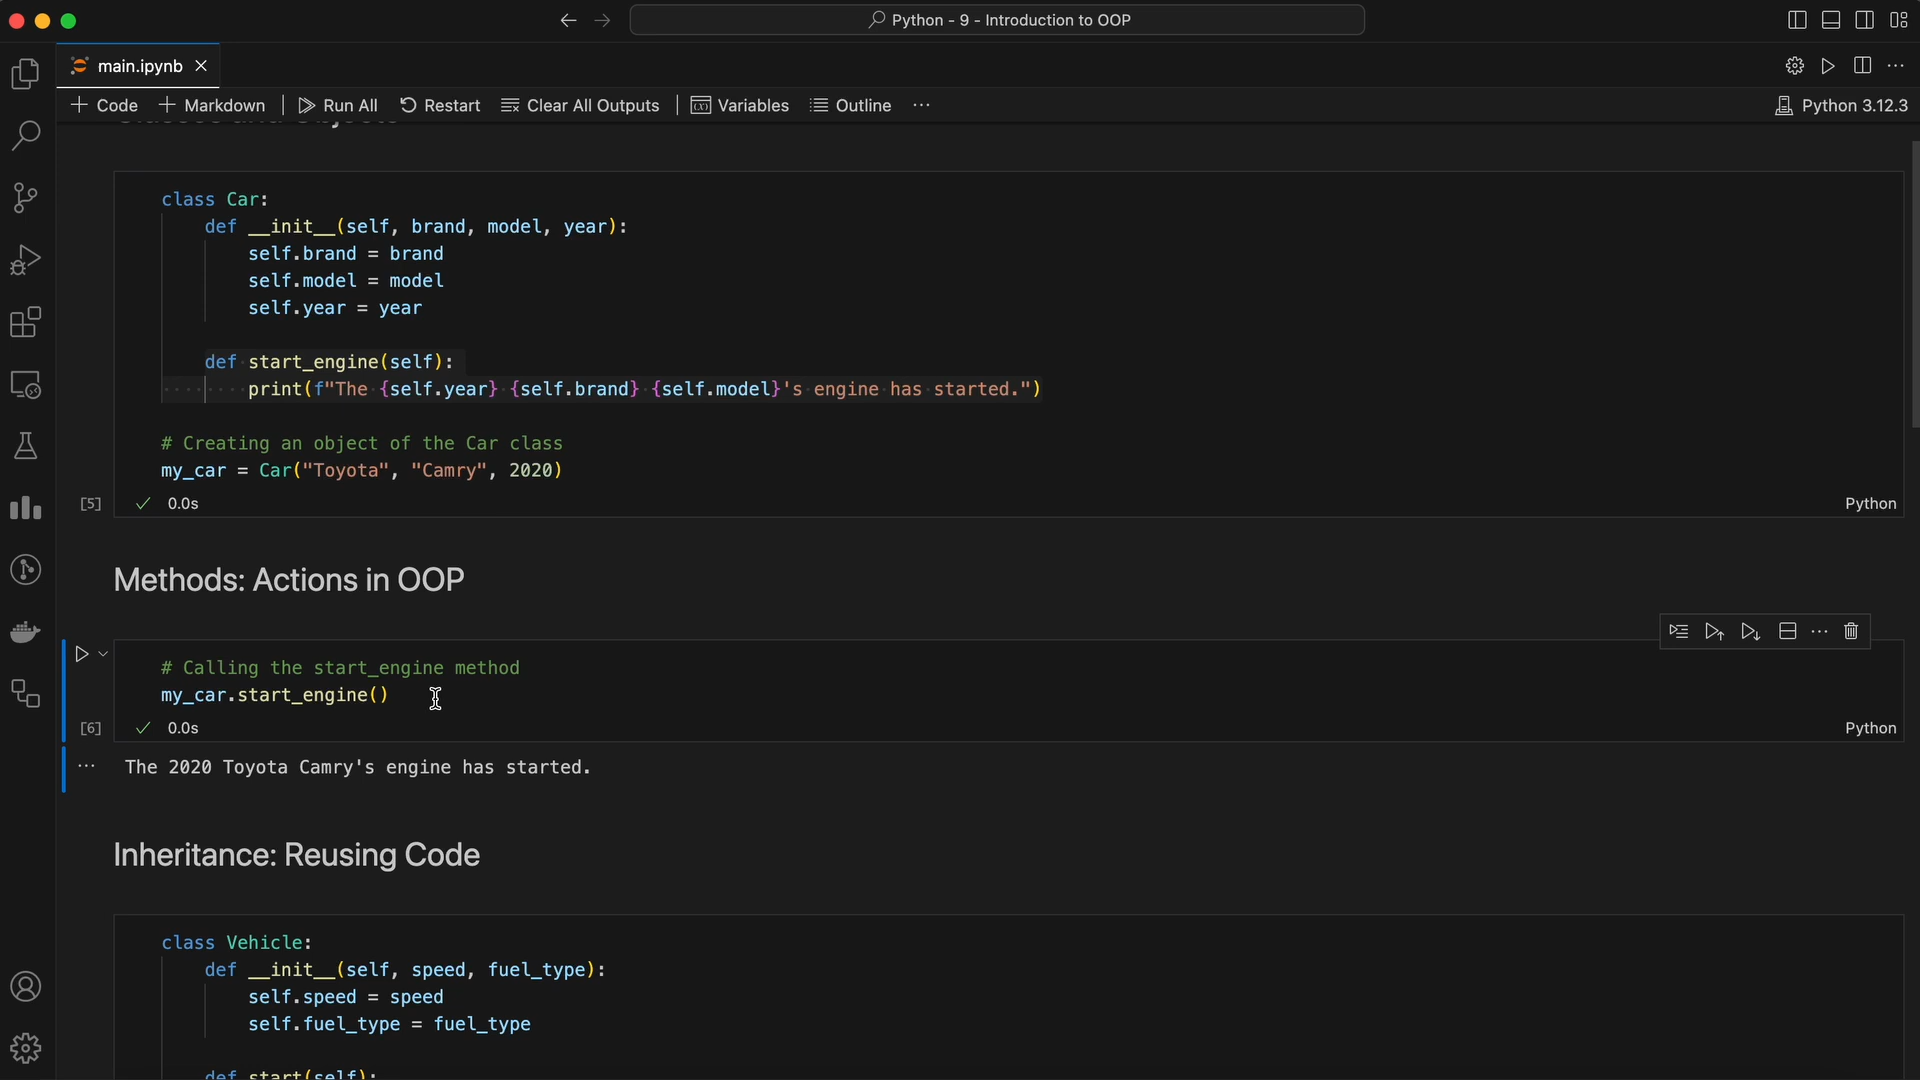 Python - 9 - Introduction to OOP
main.ipynb
Code Markdown Run All Restart Clear All Outputs Variables Outline ... Python 3.12.3
Classes and Objects
class Car:
    def __init__(self, brand, model, year):
        self.brand = brand
        self.model = model
        self.year = year
    def start_engine(self):
        print(f"The {self.year} {self.brand} {self.model}'s engine has started.")
# Creating an object of the Car class
my_car = Car("Toyota", "Camry", 2020)
[5] 0.0s Python
Methods: Actions in OOP
# Calling the start_engine method
my_car.start_engine()
[6] 0.0s Python
... The 2020 Toyota Camry's engine has started.
Inheritance: Reusing Code
class Vehicle:
    def __init__(self, speed, fuel_type):
        self.speed = speed
        self.fuel_type = fuel_type
    def start(self):